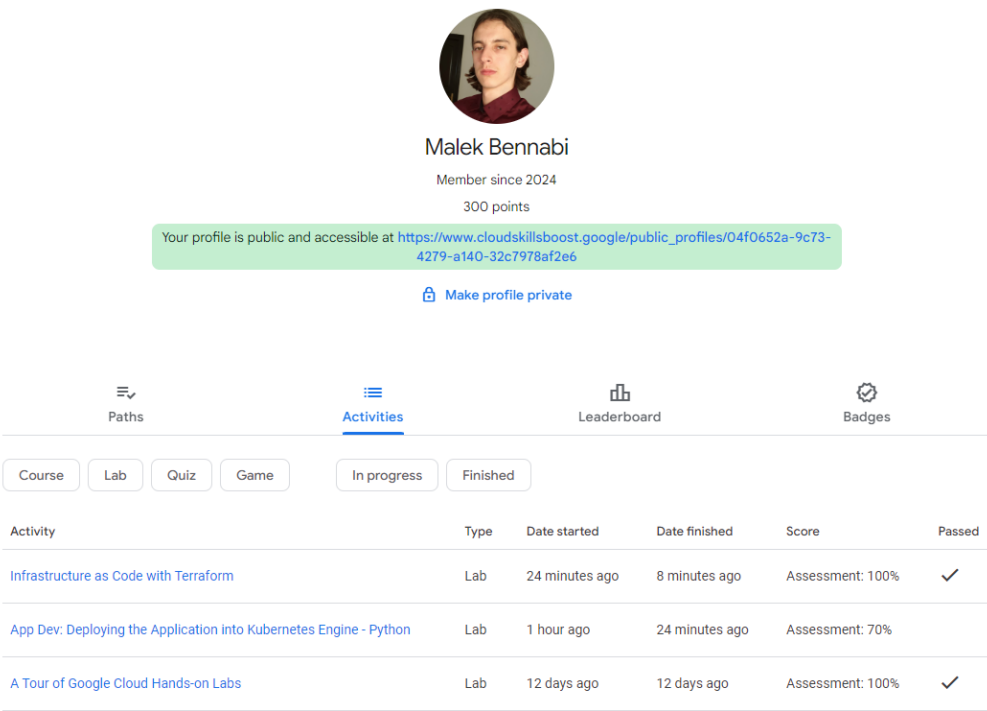 Malek Bennabi
Member since 2024
300 points
Your profile is public and accessible at https://www.cloudskillsboost.google/public_profiles/04f0652a-9c73-
4279-a140-32c7978af2e6
Make profile private
Paths Activities Leaderboard Badges
Course Lab Quiz Game In progress Finished
Activity Type Date started Date finished Score Passed
Infrastructure as Code with Terraform Lab 24 minutes ago 8 minutes ago Assessment: 100%
App Dev: Deploying the Application into Kubernetes Engine - Python Lab 1 hour ago 24 minutes ago Assessment: 70%
A Tour of Google Cloud Hands-on Labs Lab 12 days ago 12 days ago Assessment: 100%